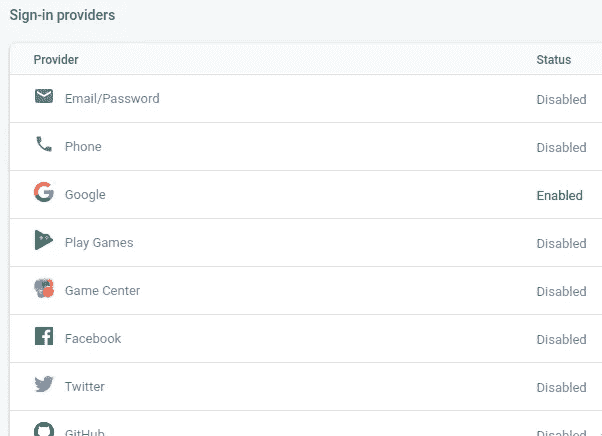 Sign-in providers
Provider Status
Email/Password Disabled
Phone Disabled
Google Enabled
Play Games Disabled
Game Center Disabled
Facebook Disabled
Twitter Disabled
GitHub Disabled